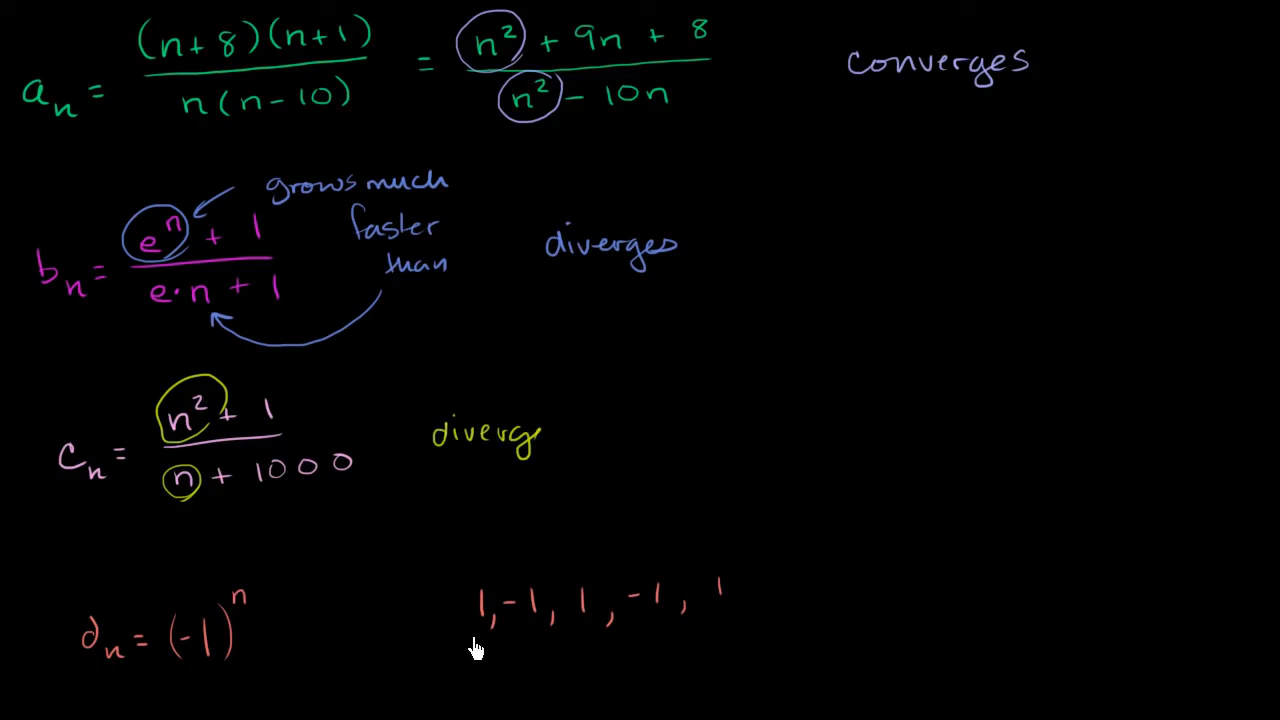 aₙ = (n+8)(n+1) / n(n-10) = n² + 9n + 8 / n² - 10n converges
grows much
faster
than
bₙ = eⁿ + 1 / e·n + 1 diverges
cₙ = n² + 1 / n + 1000 diverg
dₙ = (-1)ⁿ 1, -1, 1, -1, 1